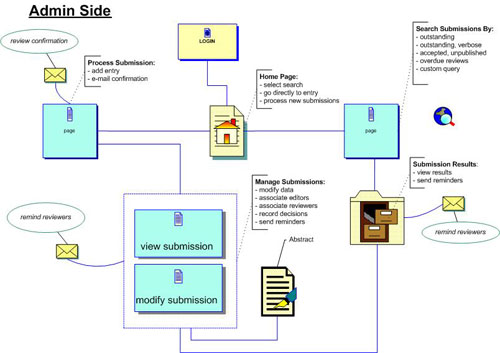 Admin Side
review confirmation
Process Submission:
- add entry
- e-mail confirmation
LOGIN
Search Submissions By:
- outstanding
- outstanding, verbose
- accepted, unpublished
- overdue reviews
- custom query
Home Page:
- select search
- go directly to entry
- process new submissions
page
page
Manage Submissions:
- modify data
- associate editors
- associate reviewers
- record decisions
- send reminders
Submission Results:
- view results
- send reminders
remind reviewers
remind reviewers
view submission
Abstract
modify submission